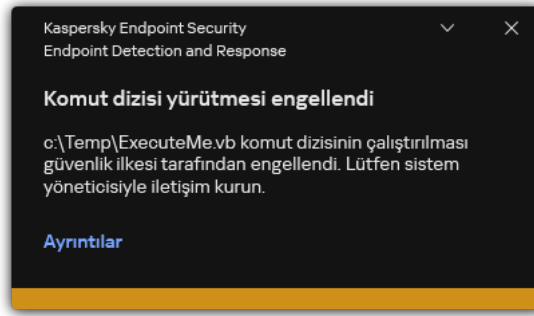 Kaspersky Endpoint Security
Endpoint Detection and Response
Komut dizisi yürütmesi engellendi
c:\Temp\ExecuteMe.vb komut dizisinin çalıştırılması
güvenlik ilkesi tarafından engellendi. Lütfen sistem
yöneticisiyle iletişim kurun.
Ayrıntılar